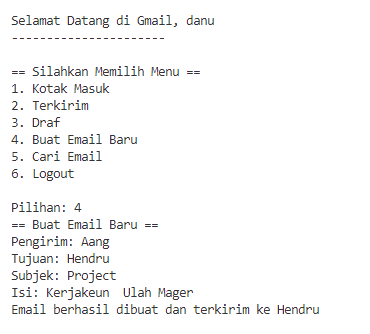 Selamat Datang di Gmail, danu
----------------------
== Silahkan Memilih Menu ==
1. Kotak Masuk
2. Terkirim
3. Draf
4. Buat Email Baru
5. Cari Email
6. Logout
Pilihan: 4
== Buat Email Baru ==
Pengirim: Aang
Tujuan: Hendru
Subjek: Project
Isi: Kerjakeun  Ulah Mager
Email berhasil dibuat dan terkirim ke Hendru